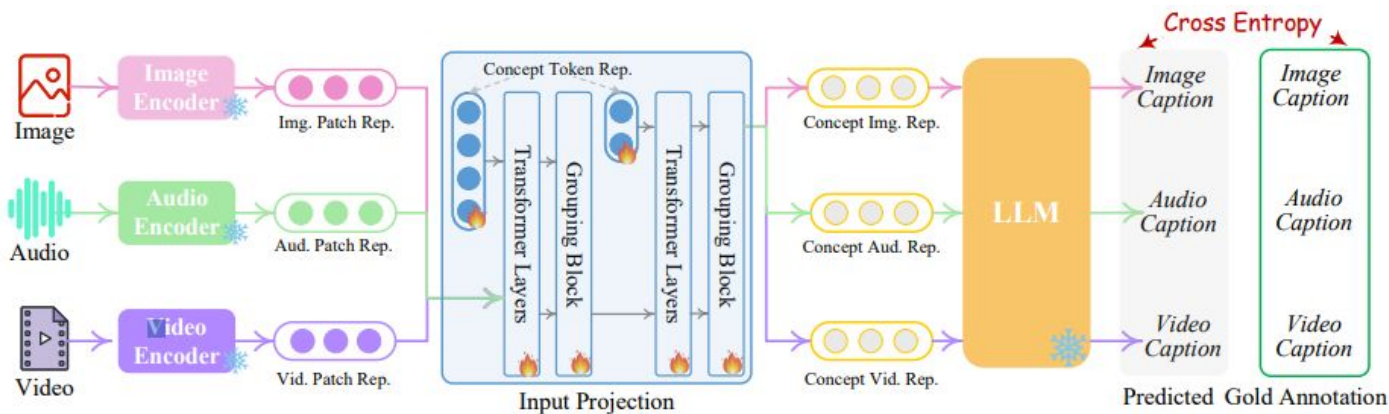 Cross Entropy
Image
Image
Encoder
Img. Patch Rep.
Audio
Audio
Encoder
Aud. Patch Rep.
Video
Video
Encoder
Vid. Patch Rep.
Concept Token Rep.
Transformer Layers
Grouping Block
Transformer Layers
Grouping Block
Input Projection
Concept Img. Rep.
Concept Aud. Rep.
Concept Vid. Rep.
LLM
Image
Caption
Audio
Caption
Video
Caption
Predicted
Image
Caption
Audio
Caption
Video
Caption
Gold Annotation